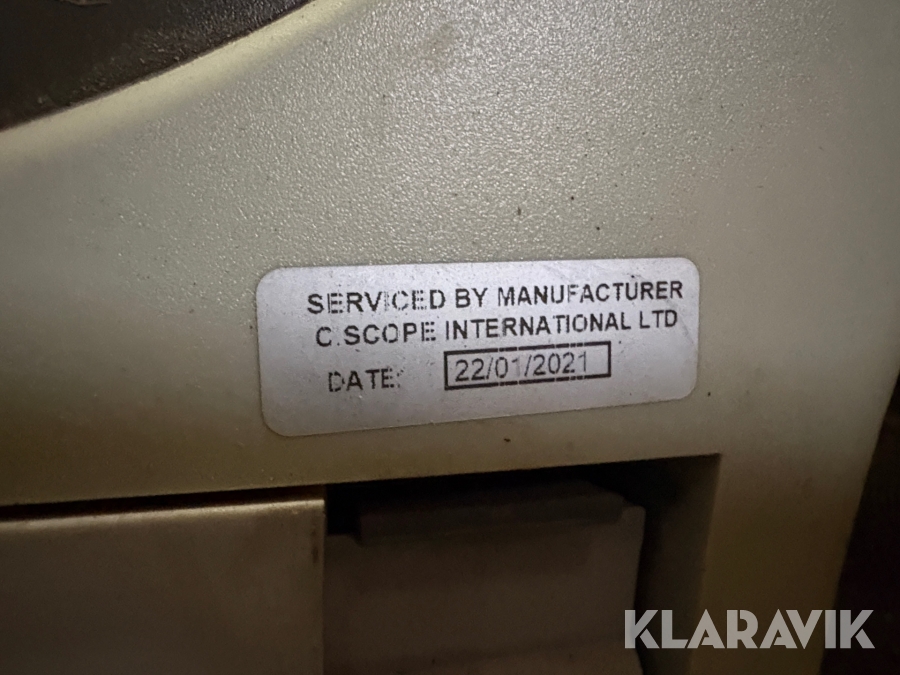 SERVICED BY MANUFACTURER
C.SCOPE INTERNATIONAL LTD
DATE: 22/01/2021
KLARAVIK